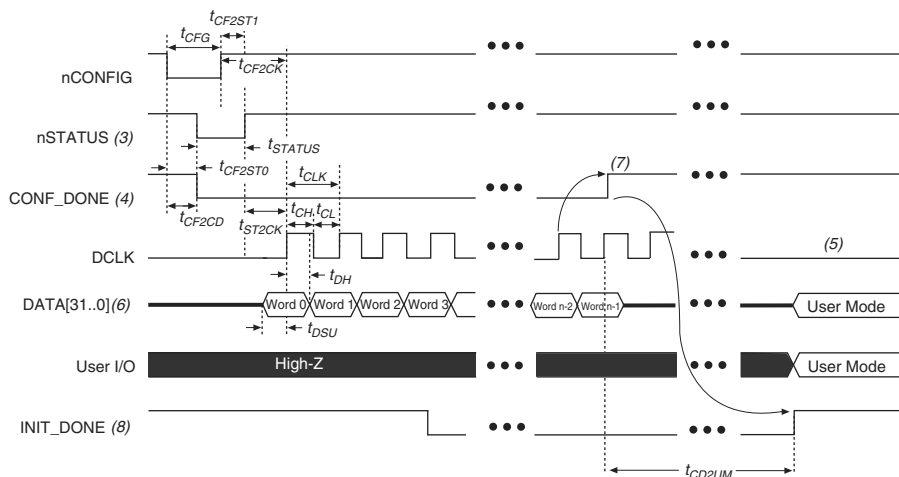 tCF2ST1
tCFG
tCF2CK
nCONFIG
nSTATUS (3)
tSTATUS
tCF2ST0
tCLK
(7)
CONF_DONE (4)
tCF2CD
tST2CK
tCH
tCL
DCLK
(5)
tDH
DATA[31..0](6)
Word 0
Word 1
Word 2
Word 3
Word n-2
Word n-1
User Mode
tDSU
User I/O
High-Z
User Mode
INIT_DONE (8)
tCD2UM